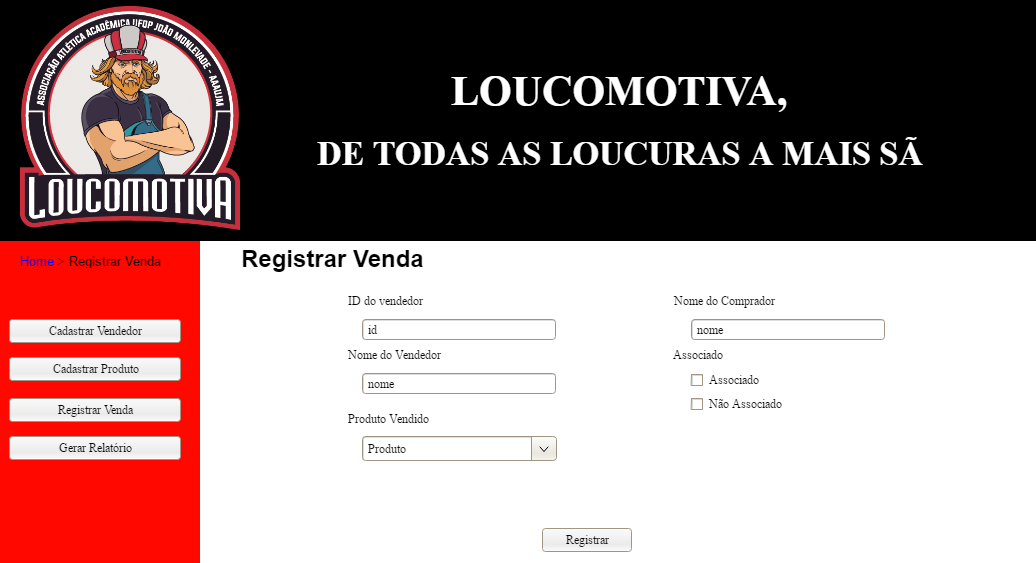 ASSOCIAÇÃO ATLÉTICA ACADÊMICA UFOP JOÃO MONLEVADE - AAAUJM
LOUCOMOTIVA
LOUCOMOTIVA,
DE TODAS AS LOUCURAS A MAIS SÃ
Home > Registrar Venda
Cadastrar Vendedor
Cadastrar Produto
Registrar Venda
Gerar Relatório
Registrar Venda
ID do vendedor
id
Nome do Vendedor
nome
Produto Vendido
Produto
Nome do Comprador
nome
Associado
Associado
Não Associado
Registrar